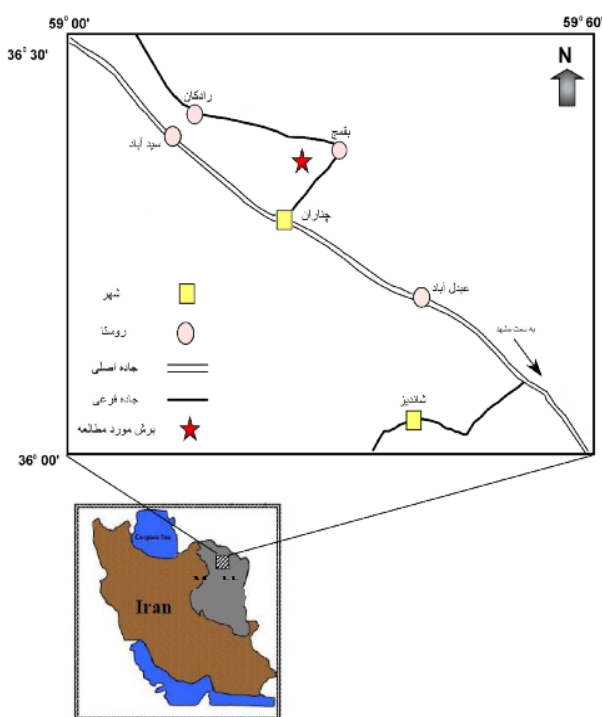 59° 00'
59° 60'
36° 30'
N
رادکان
بقمچ
سید آباد
چناران
عبدل آباد
به سمت مشهد
شاندیز
شهر
روستا
جاده اصلی
جاده فرعی
برش مورد مطالعه
36° 00'
Caspian Sea
Iran